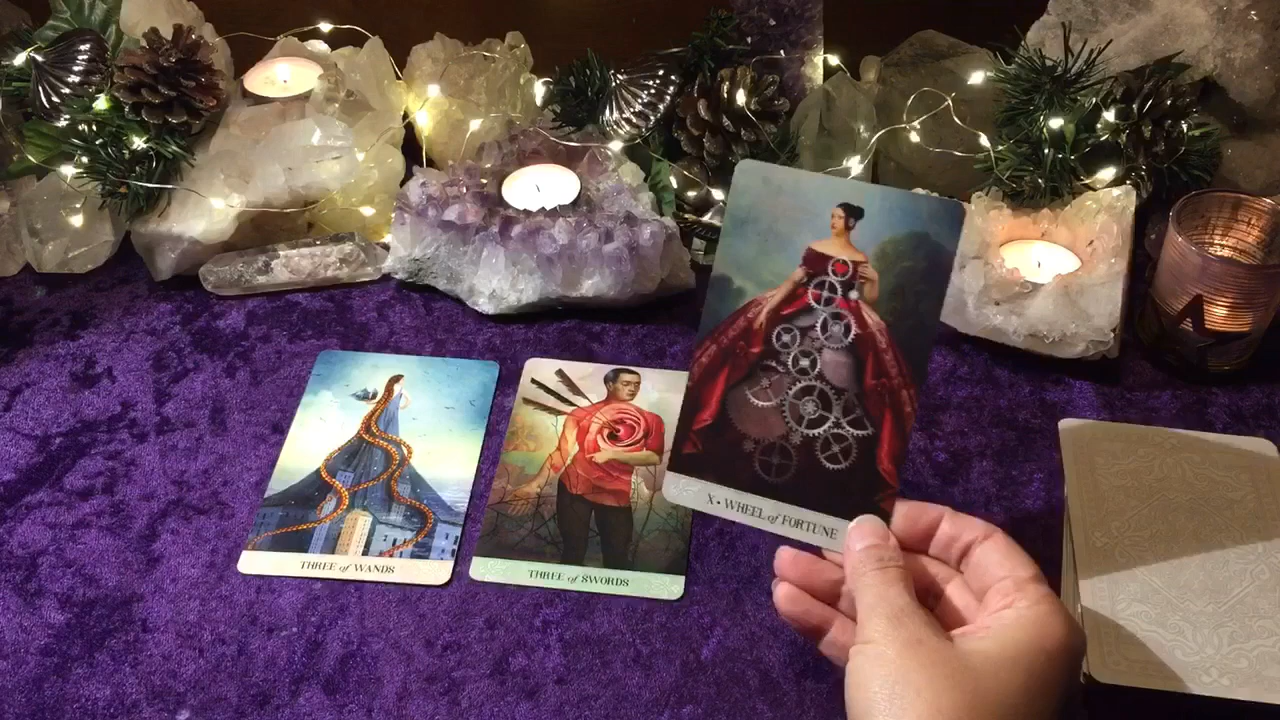 THREE of WANDS
THREE of SWORDS
X • WHEEL of FORTUNE